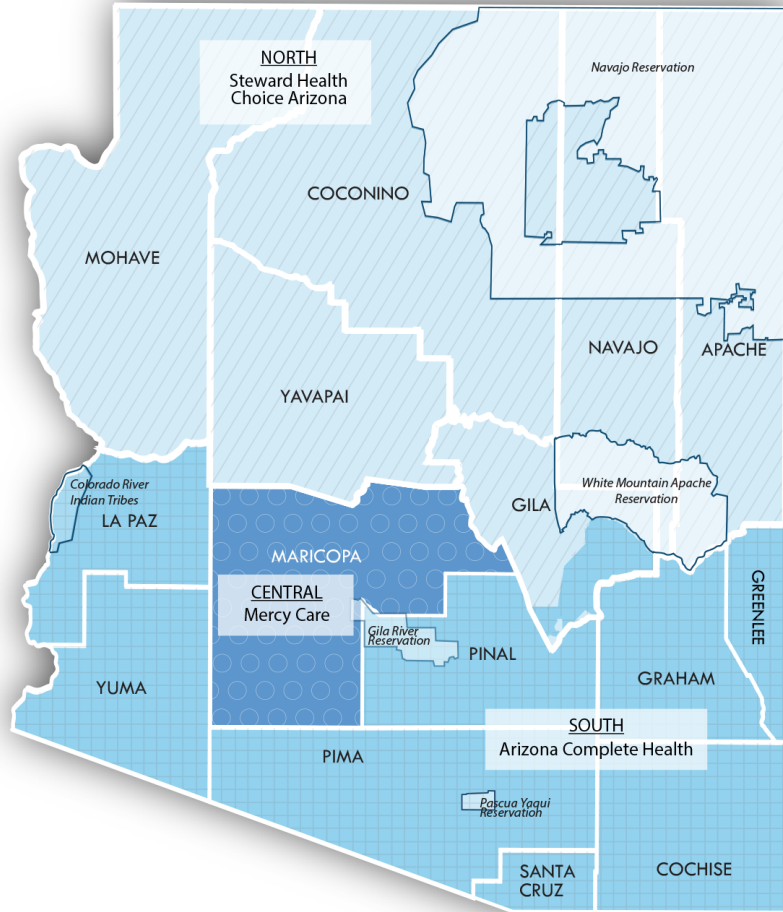 NORTH
Steward Health
Choice Arizona
Navajo Reservation
COCONINO
MOHAVE
NAVAJO
APACHE
YAVAPAI
Colorado River
Indian Tribes
LA PAZ
GILA
White Mountain Apache
Reservation
MARICOPA
CENTRAL
Mercy Care
Gila River
Reservation
PINAL
GREENLEE
YUMA
GRAHAM
SOUTH
Arizona Complete Health
PIMA
Pascua Yaqui
Reservation
SANTA
CRUZ
COCHISE